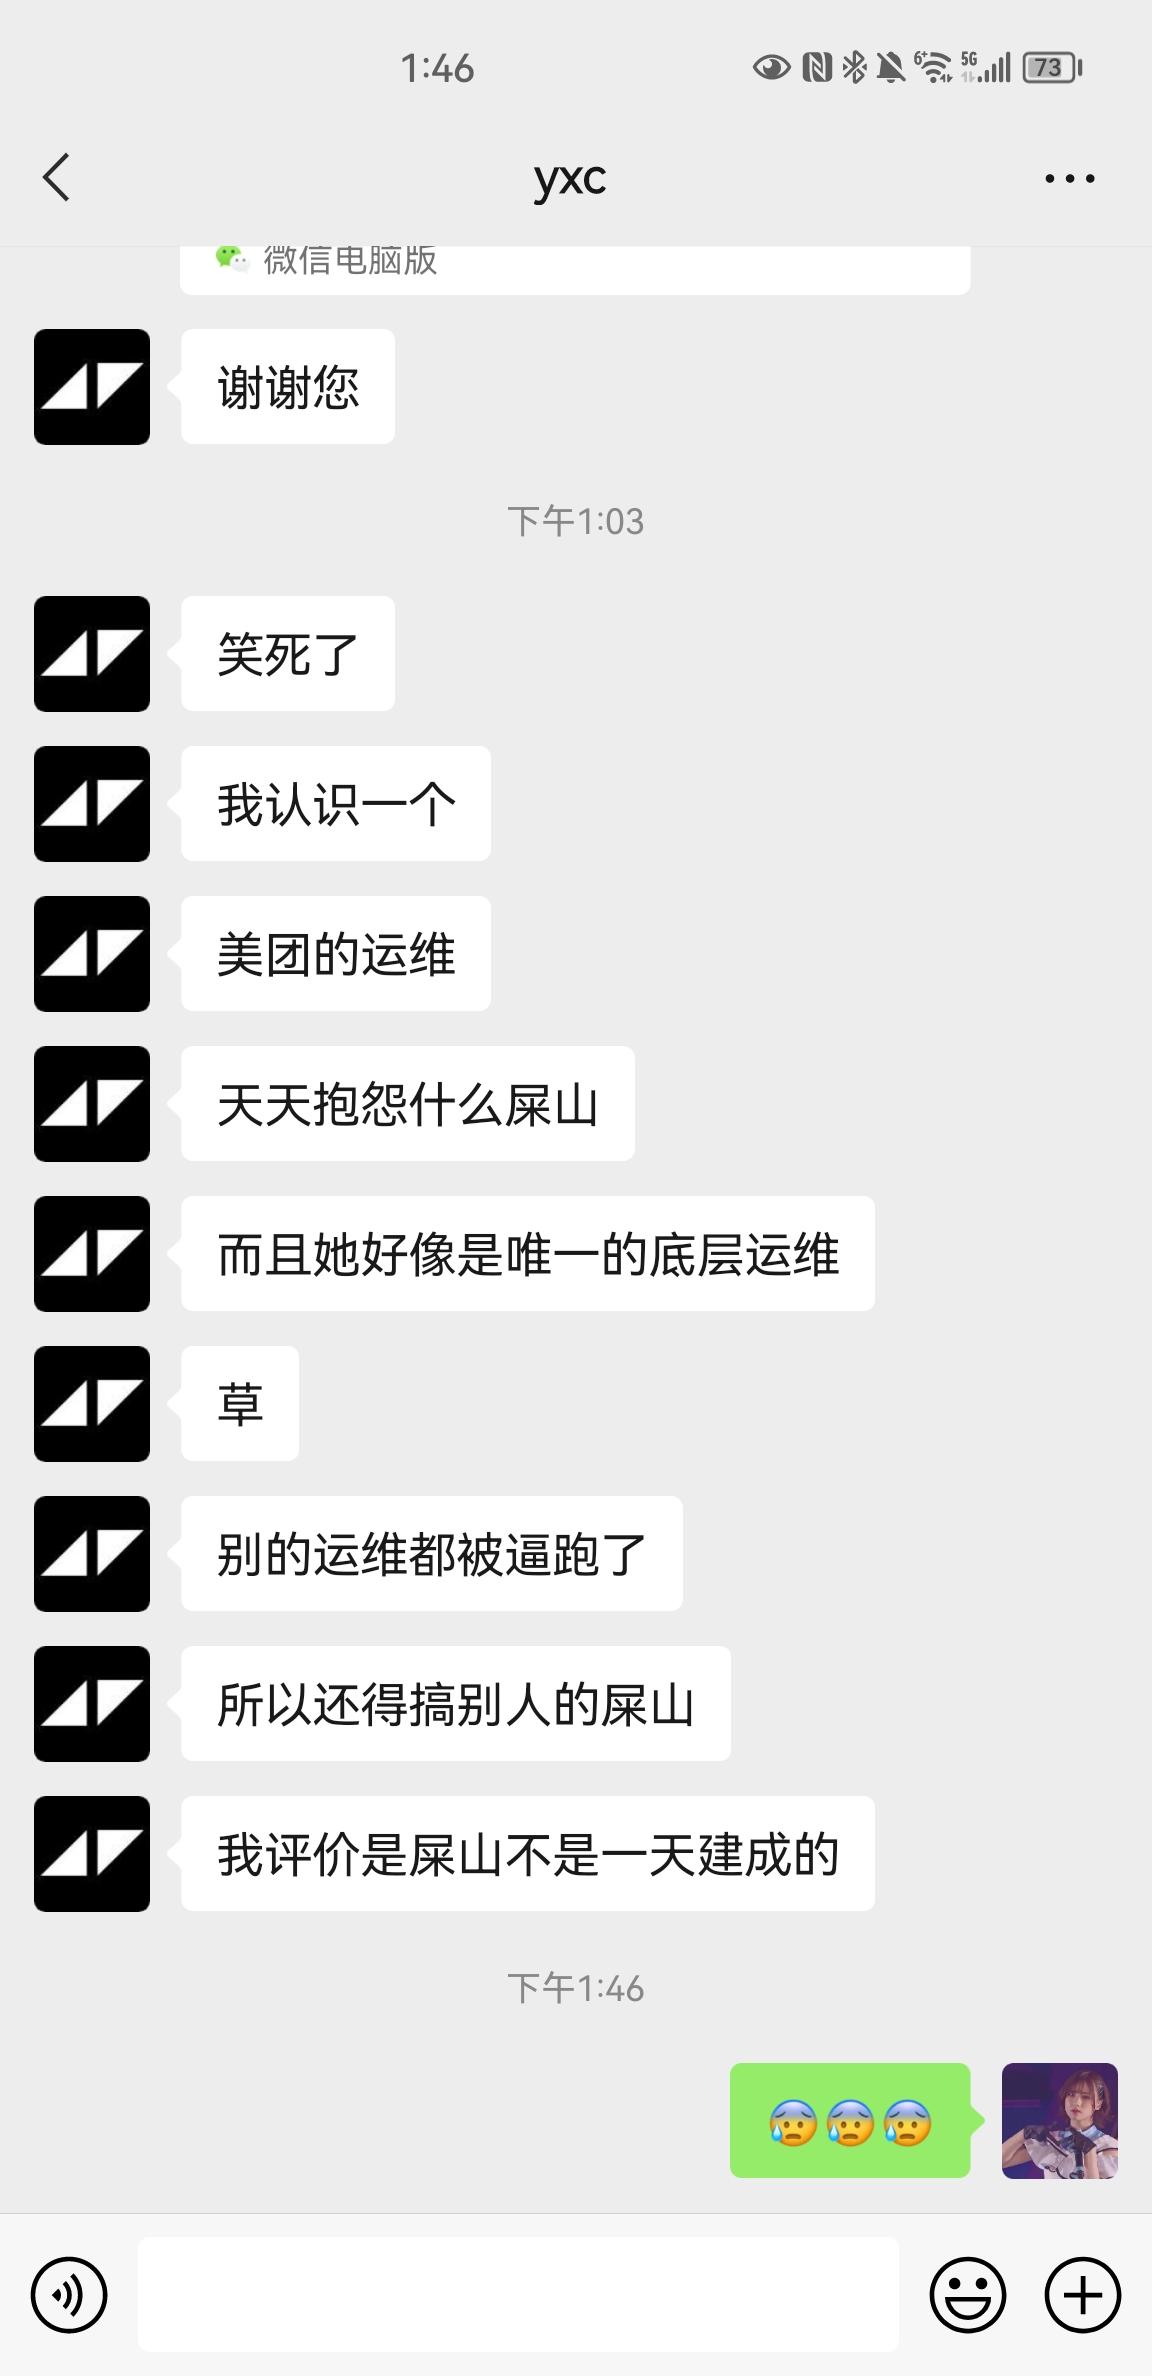 1:46
6+
5G
73
yxc
微信电脑版
谢谢您
下午1:03
笑死了
我认识一个
美团的运维
天天抱怨什么屎山
而且她好像是唯一的底层运维
草
别的运维都被逼跑了
所以还得搞别人的屎山
我评价是屎山不是一天建成的
下午1:46
😰😰😰